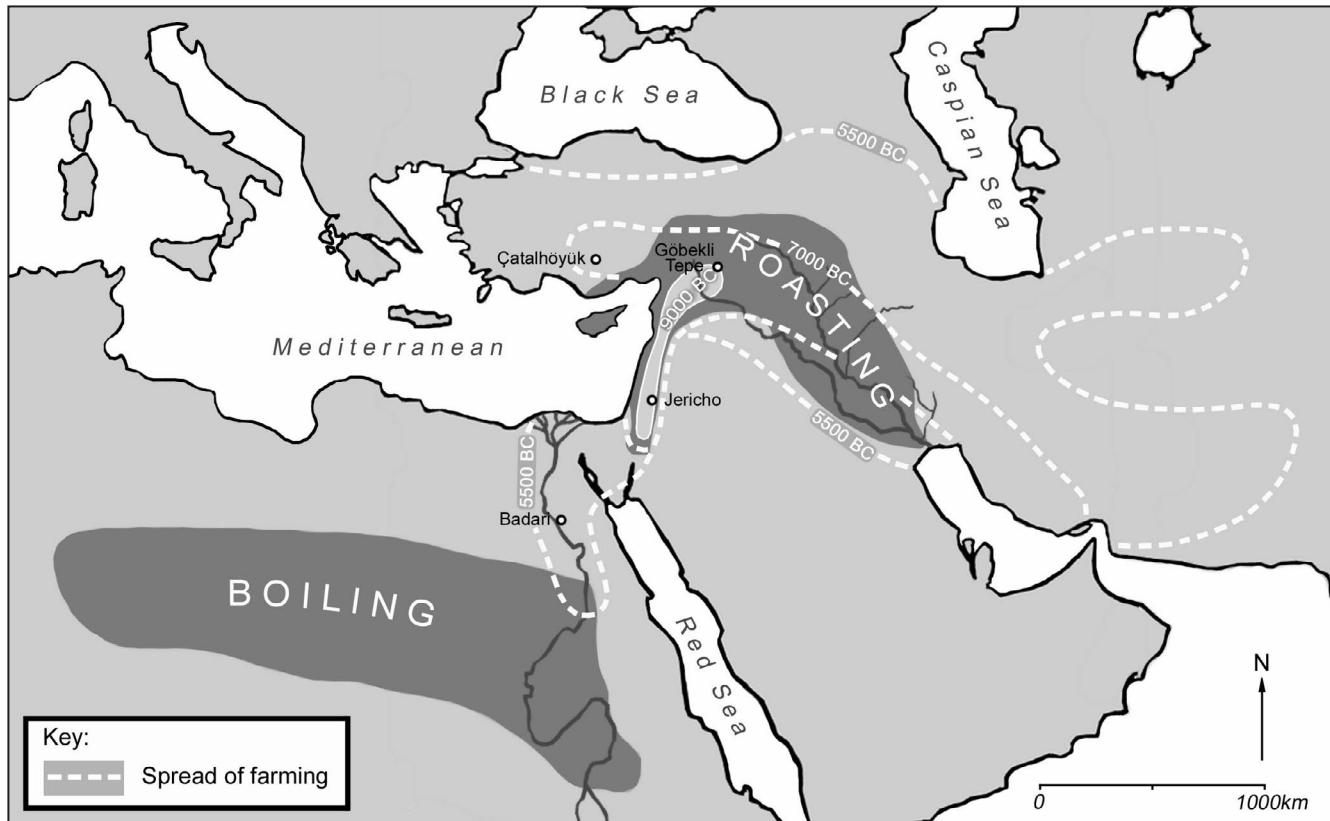 Black Sea
Caspian Sea
5500 BC
Çatalhöyük
Göbekli
Tepe
9000 BC
ROASTING
7000 BC
Mediterranean
Jericho
5500 BC
5500 BC
Badari
BOILING
Red Sea
N
Key:
Spread of farming
0 1000km